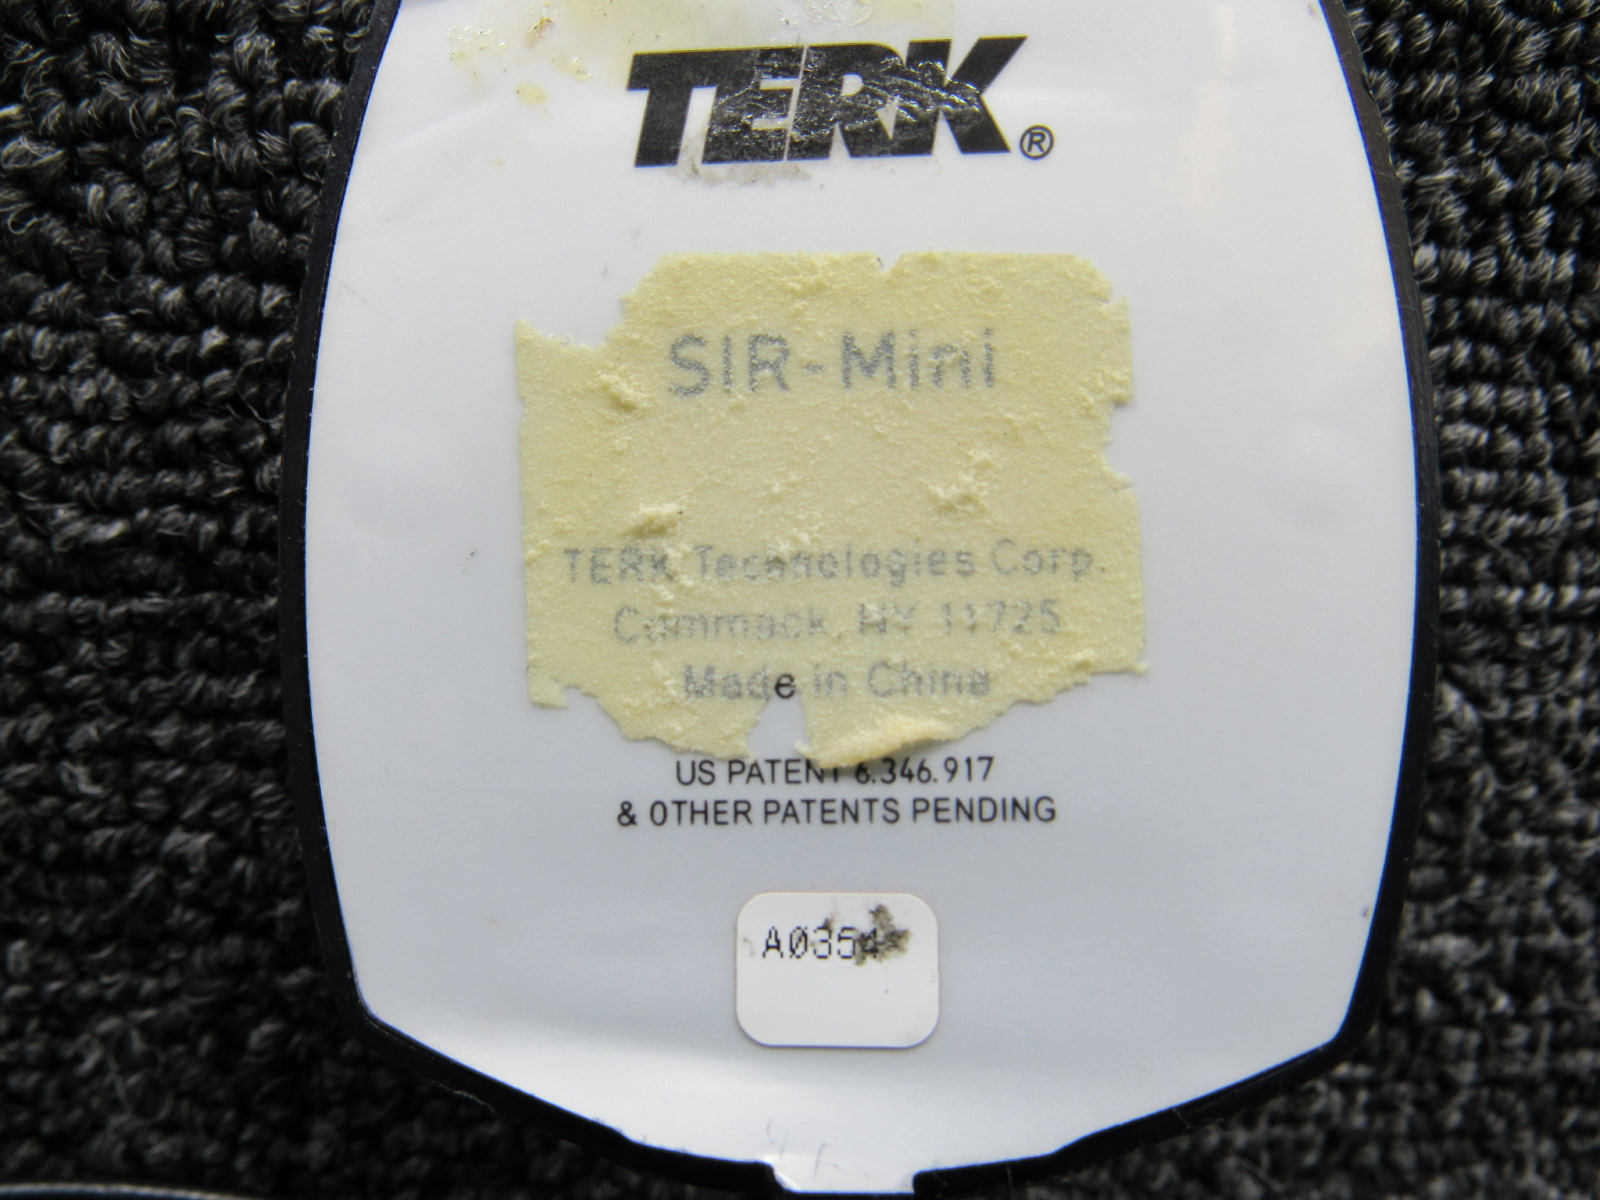 TERK®
SIR-Mini
TERK Technologies Corp.
Commack, NY 11725
Made in China
US PATENT 6.346.917
& OTHER PATENTS PENDING
A0354